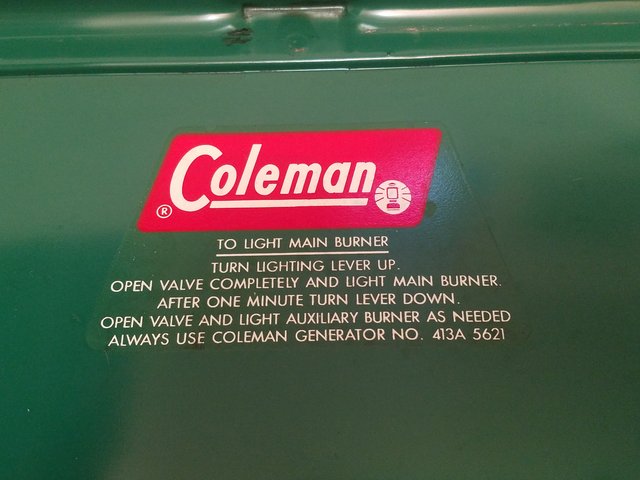 Coleman
®
TO LIGHT MAIN BURNER
TURN LIGHTING LEVER UP.
OPEN VALVE COMPLETELY AND LIGHT MAIN BURNER.
AFTER ONE MINUTE TURN LEVER DOWN.
OPEN VALVE AND LIGHT AUXILIARY BURNER AS NEEDED
ALWAYS USE COLEMAN GENERATOR NO. 413A 5621